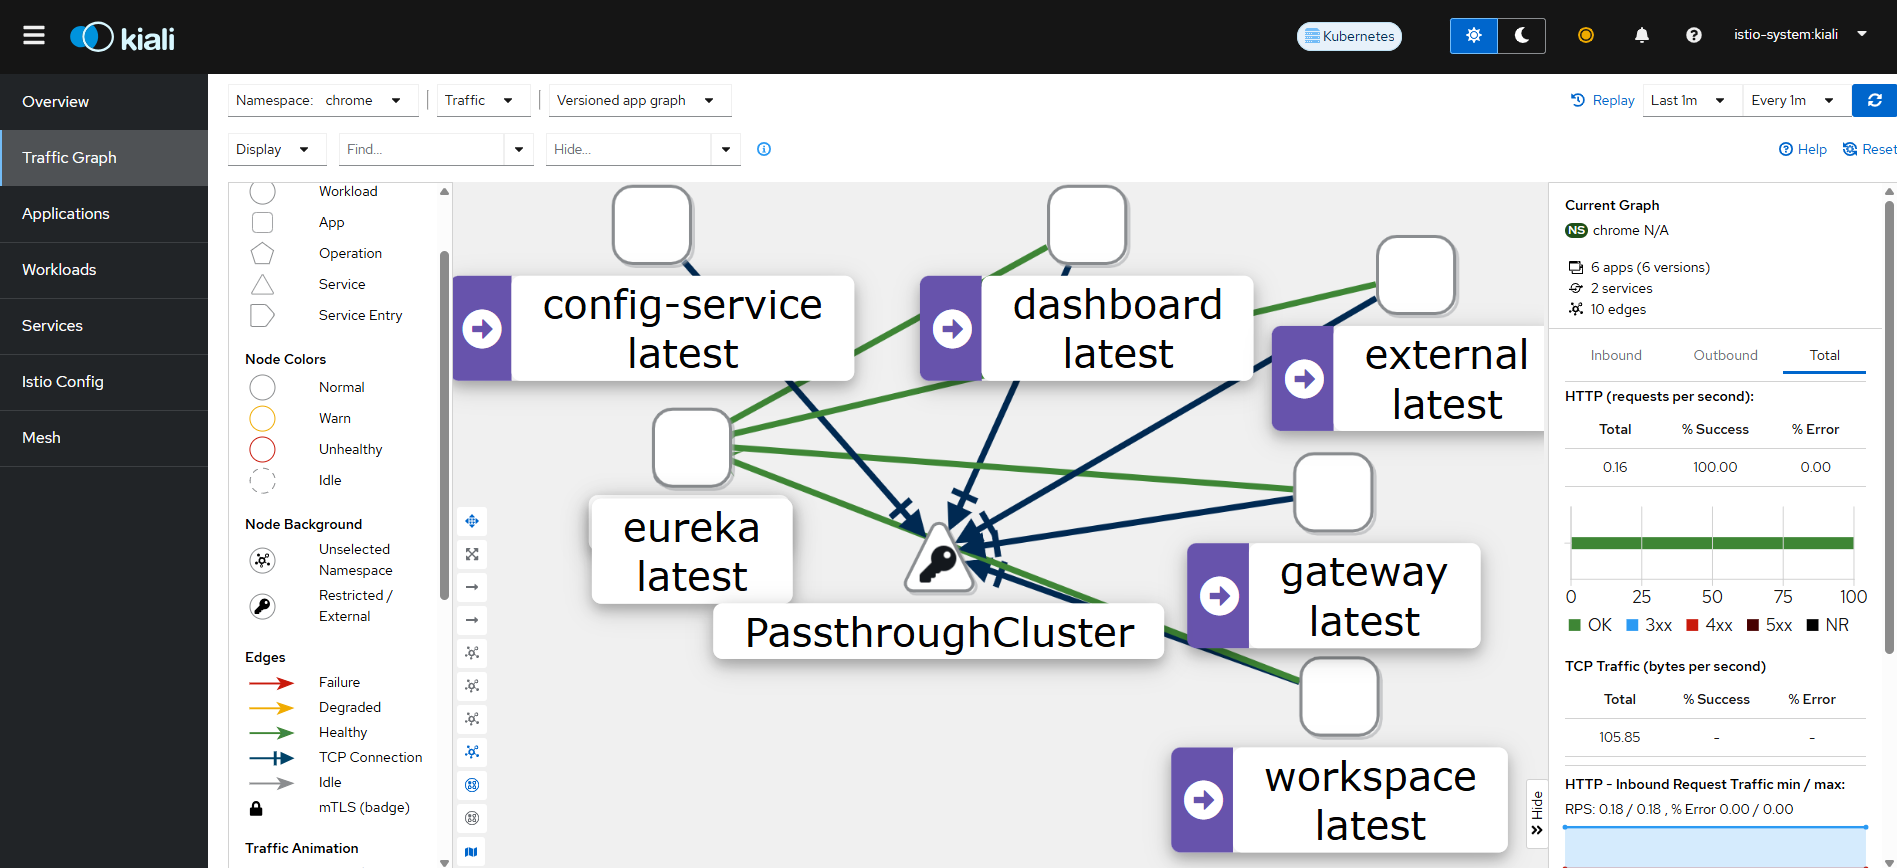 kiali
Kubernetes
istio-system:kiali
Overview
Traffic Graph
Applications
Workloads
Services
Istio Config
Mesh
Namespace: chrome
Traffic
Versioned app graph
Replay
Last 1m
Every 1m
Display
Find...
Hide...
Help
Reset
Workload
App
Operation
Service
Service Entry
Node Colors
Normal
Warn
Unhealthy
Idle
Node Background
Unselected
Namespace
Restricted /
External
Edges
Failure
Degraded
Healthy
TCP Connection
Idle
mTLS (badge)
Traffic Animation
config-service
latest
dashboard
latest
external
latest
eureka
latest
PassthroughCluster
gateway
latest
workspace
latest
Hide
Current Graph
NS chrome N/A
6 apps (6 versions)
2 services
10 edges
Inbound Outbound Total
HTTP (requests per second):
Total % Success % Error
0.16 100.00 0.00
0 25 50 75 100
OK 3xx 4xx 5xx NR
TCP Traffic (bytes per second)
Total % Success % Error
105.85 - -
HTTP - Inbound Request Traffic min / max:
RPS: 0.18 / 0.18 , % Error 0.00 / 0.00